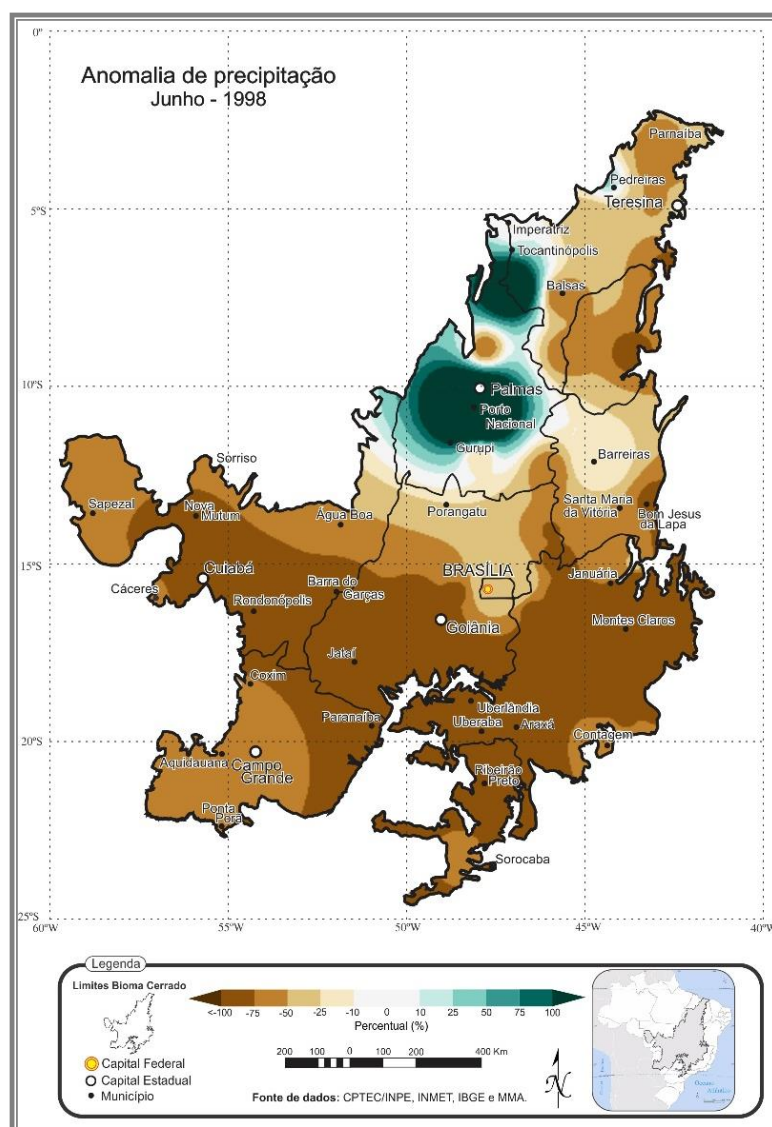 0°
Anomalia de precipitação
Junho - 1998
Parnaíba
Pedreiras
Teresina
5°S
Imperatriz
Tocantinópolis
Balsas
10°S
Palmas
Porto
Nacional
Gurupi
Barreiras
Sorriso
Sapezal
Nova
Mutum
Água Boa
Porangatu
Santa Maria
da Vitória
Bom Jesus
da Lapa
15°S
Cuiabá
BRASÍLIA
Januária
Cáceres
Barra do
Garças
Rondonópolis
Goiânia
Montes Claros
Jataí
Coxim
Paranaíba
Uberlândia
Uberaba
Araxá
Contagem
20°S
Aquidauana
Campo
Grande
Ribeirão
Preto
Ponta
Porã
Sorocaba
25°S
60°W 55°W 50°W 45°W 40°W
Legenda
Limites Bioma Cerrado
<-100 -75 -50 -25 -10 0 10 25 50 75 100
Percentual (%)
Capital Federal
Capital Estadual
Município
200 100 0 100 200 400 Km
N
Fonte de dados: CPTEC/INPE, INMET, IBGE e MMA.
Oceano
Atlântico